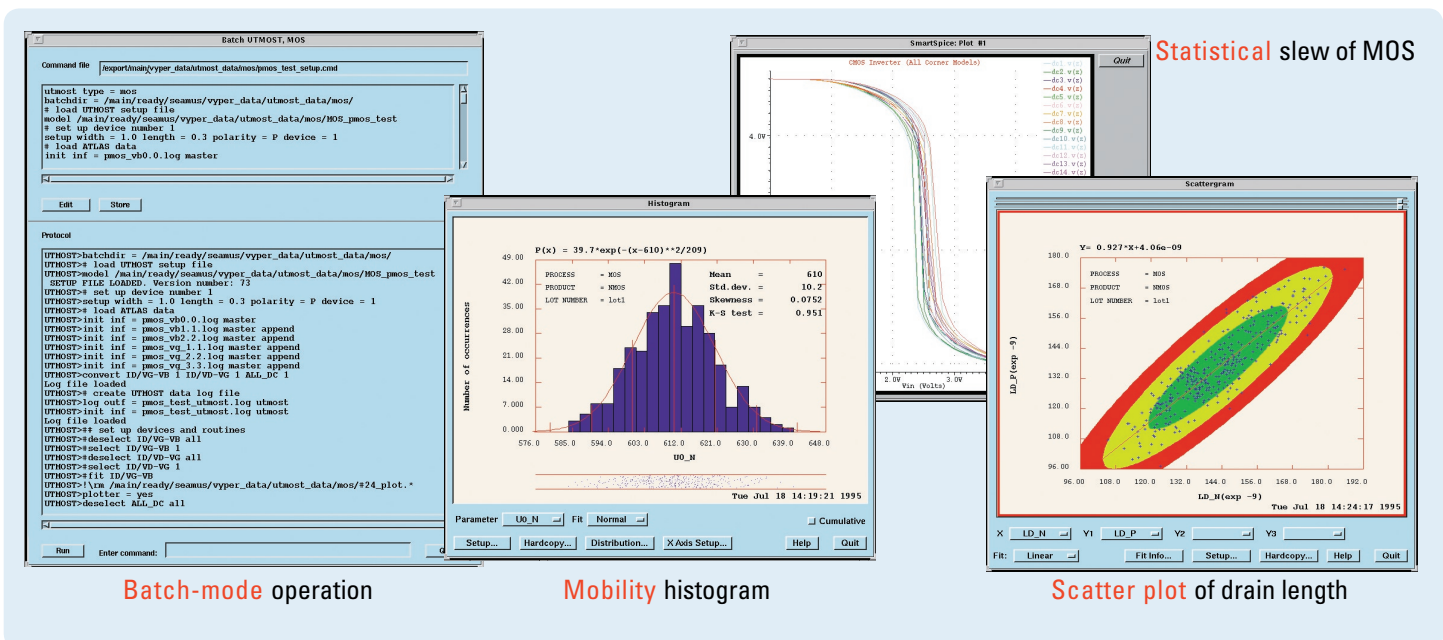 Batch UTMOST, MOS
Command file
/export/main/vyper_data/utmost_data/mos/pmos_test_setup.cmd
utmost type = mos
batchdir = /main/ready/seamus/vyper_data/utmost_data/mos/
# load UTMOST setup file
model /main/ready/seamus/vyper_data/utmost_data/mos/MOS_pmos_test
# set up device number 1
setup width = 1.0 length = 0.3 polarity = P device = 1
# load ATLAS data
init inf = pmos_vb0.0.log master
Edit Store
Protocol
UTMOST>batchdir = /main/ready/seamus/vyper_data/utmost_data/mos/
UTMOST># load UTMOST setup file
UTMOST>model /main/ready/seamus/vyper_data/utmost_data/mos/MOS_pmos_test
SETUP FILE LOADED. Version number: 73
UTMOST># set up device number 1
UTMOST>setup width = 1.0 length = 0.3 polarity = P device = 1
UTMOST># load ATLAS data
UTMOST>init inf = pmos_vb0.0.log master
UTMOST>init inf = pmos_vb1.1.log master append
UTMOST>init inf = pmos_vb2.2.log master append
UTMOST>init inf = pmos_vg_1.1.log master append
UTMOST>init inf = pmos_vg_2.2.log master append
UTMOST>init inf = pmos_vg_3.3.log master append
UTMOST>convert ID/VG-VB 1 ID/VD-VG 1 ALL_DC 1
Log file loaded
UTMOST># create UTMOST data log file
UTMOST>log outf = pmos_test_utmost.log utmost
UTMOST>init inf = pmos_test_utmost.log utmost
Log file loaded
UTMOST>## set up devices and routines
UTMOST>#deselect ID/VG-VB all
UTMOST>#select ID/VG-VB 1
UTMOST>#deselect ID/VD-VG all
UTMOST>#select ID/VD-VG 1
UTMOST>#fit ID/VG-VB
UTMOST>!\rm /main/ready/seamus/vyper_data/utmost_data/mos/#24_plot.*
UTMOST>plotter = yes
UTMOST>deselect ALL_DC all
Run Enter command: Q
Batch-mode operation
Histogram
P(x) = 39.7*exp(-(x-610)**2/209)
49.00
42.00
35.00
28.00
21.00
14.00
7.000
0.000
Number of occurrences
PROCESS = MOS
PRODUCT = NMOS
LOT NUMBER = lot1
Mean = 610
Std.dev. = 10.2
Skewness = 0.0752
K-S test = 0.951
576.0 585.0 594.0 603.0 612.0 621.0 630.0 639.0 648.0
U0_N
Tue Jul 18 14:19:21 1995
Parameter U0_N Fit Normal Cumulative
Setup... Hardcopy... Distribution... X Axis Setup... Help Quit
Mobility histogram
SmartSpice: Plot #1
CMOS Inverter (All Corner Models)
Quit
dc1 v(z)
dc2 v(z)
dc3 v(z)
dc4 v(z)
dc5 v(z)
dc6 v(z)
dc7 v(z)
dc8 v(z)
dc9 v(z)
dc10 v(z)
dc11 v(z)
dc12 v(z)
dc13 v(z)
dc14 v(z)
4.0V
2.0V 3.0V
Vin (Volts)
Statistical slew of MOS
Scattergram
Y= 0.927*X+4.06e-09
180.0
168.0
156.0
144.0
132.0
120.0
108.0
96.00
LD_P(exp -9)
PROCESS = MOS
PRODUCT = NMOS
LOT NUMBER = lot1
96.00 108.0 120.0 132.0 144.0 156.0 168.0 180.0 192.0
LD_N(exp -9)
Tue Jul 18 14:24:17 1995
X LD_N Y1 LD_P Y2 Y3
Fit: Linear Fit Info... Setup... Hardcopy... Help Quit
Scatter plot of drain length